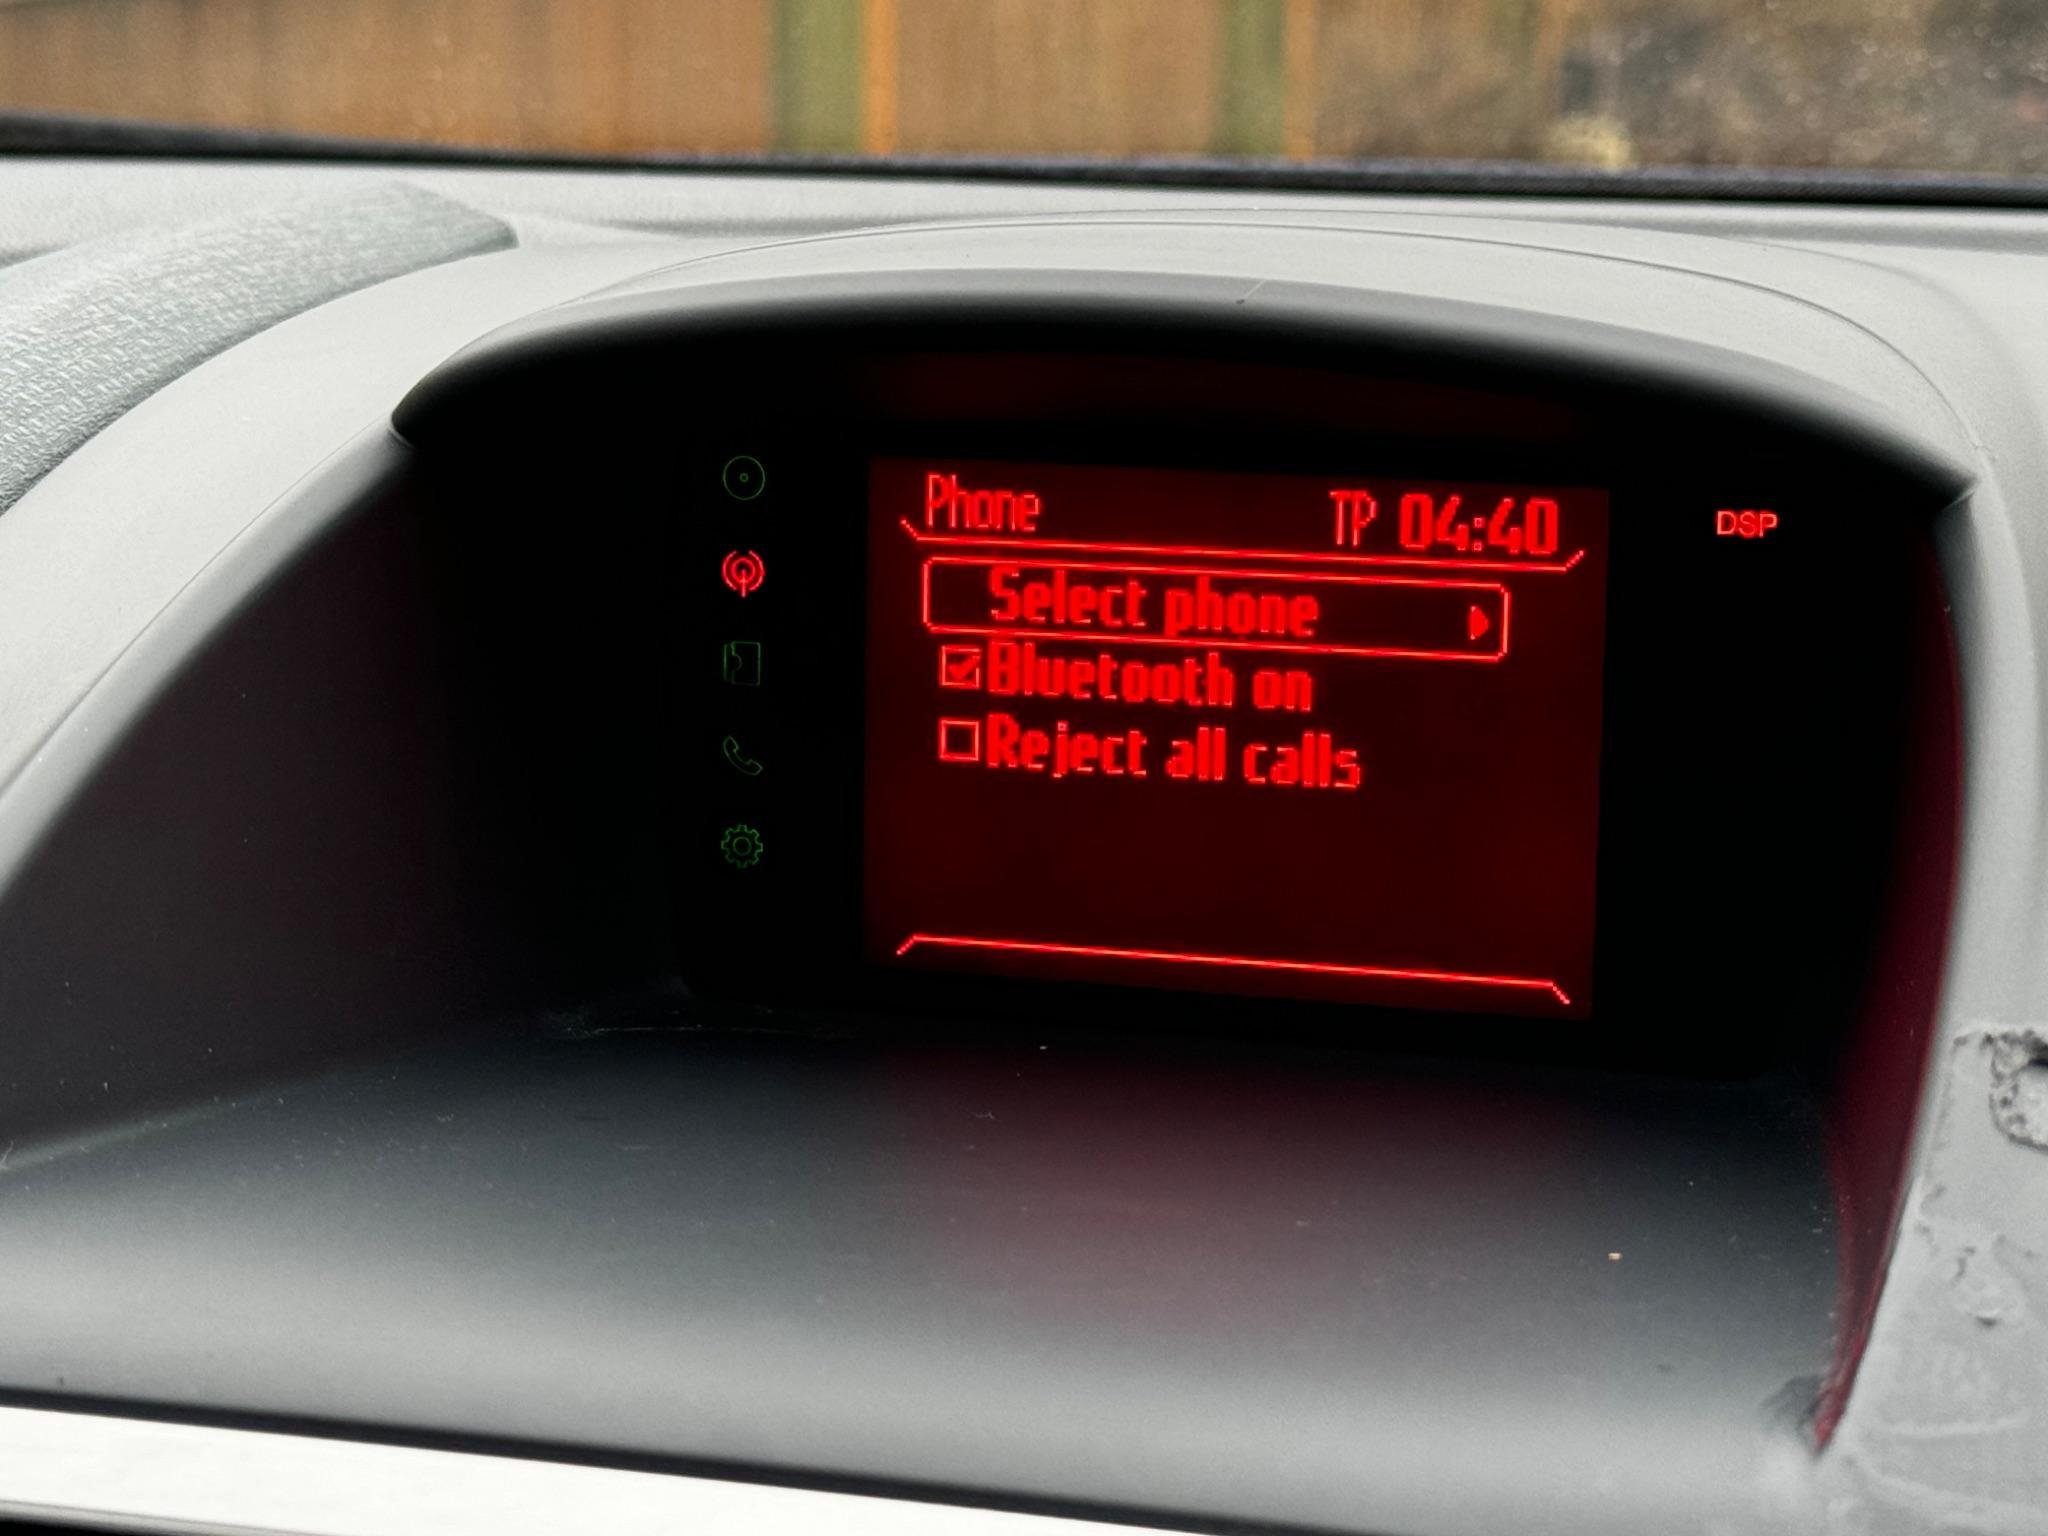 Phone TP 04:40
DSP
Select phone
Bluetooth on
Reject all calls